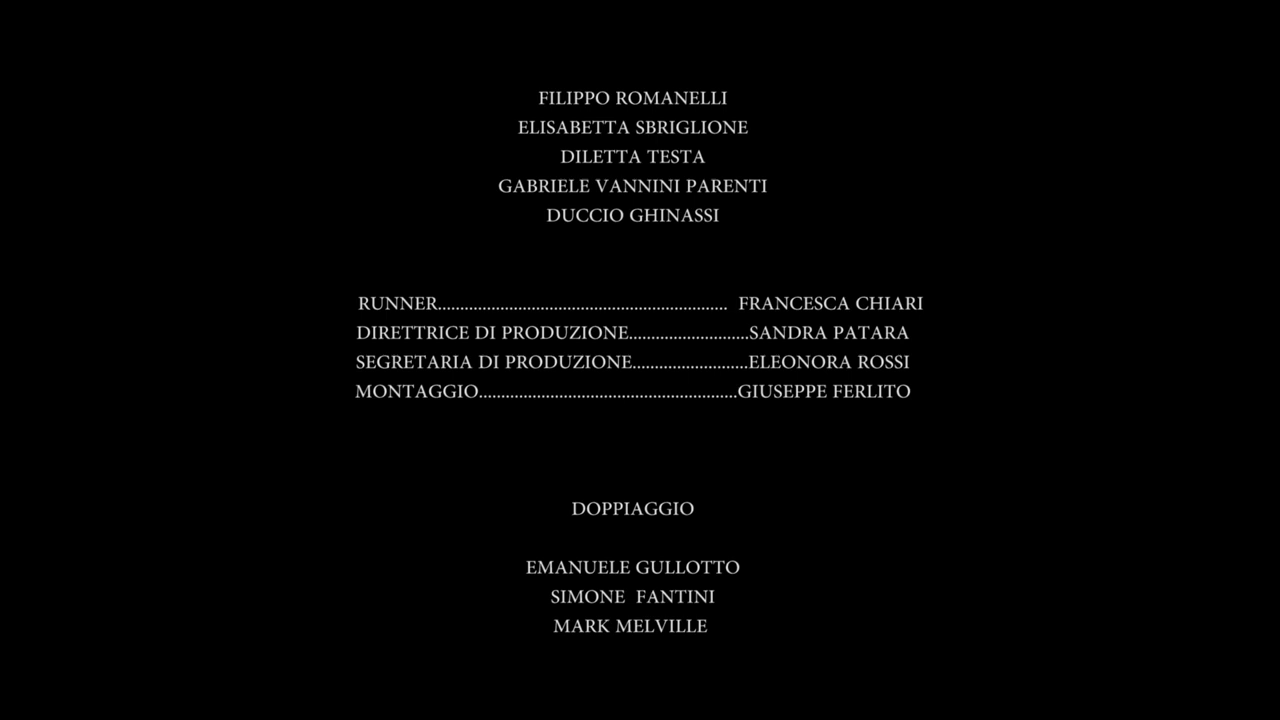 FILIPPO ROMANELLI
ELISABETTA SBRIGLIONE
DILETTA TESTA
GABRIELE VANNINI PARENTI
DUCCIO GHINASSI
RUNNER................................................................. FRANCESCA CHIARI
DIRETTRICE DI PRODUZIONE...........................SANDRA PATARA
SEGRETARIA DI PRODUZIONE..........................ELEONORA ROSSI
MONTAGGIO..........................................................GIUSEPPE FERLITO
DOPPIAGGIO
EMANUELE GULLOTTO
SIMONE  FANTINI
MARK MELVILLE